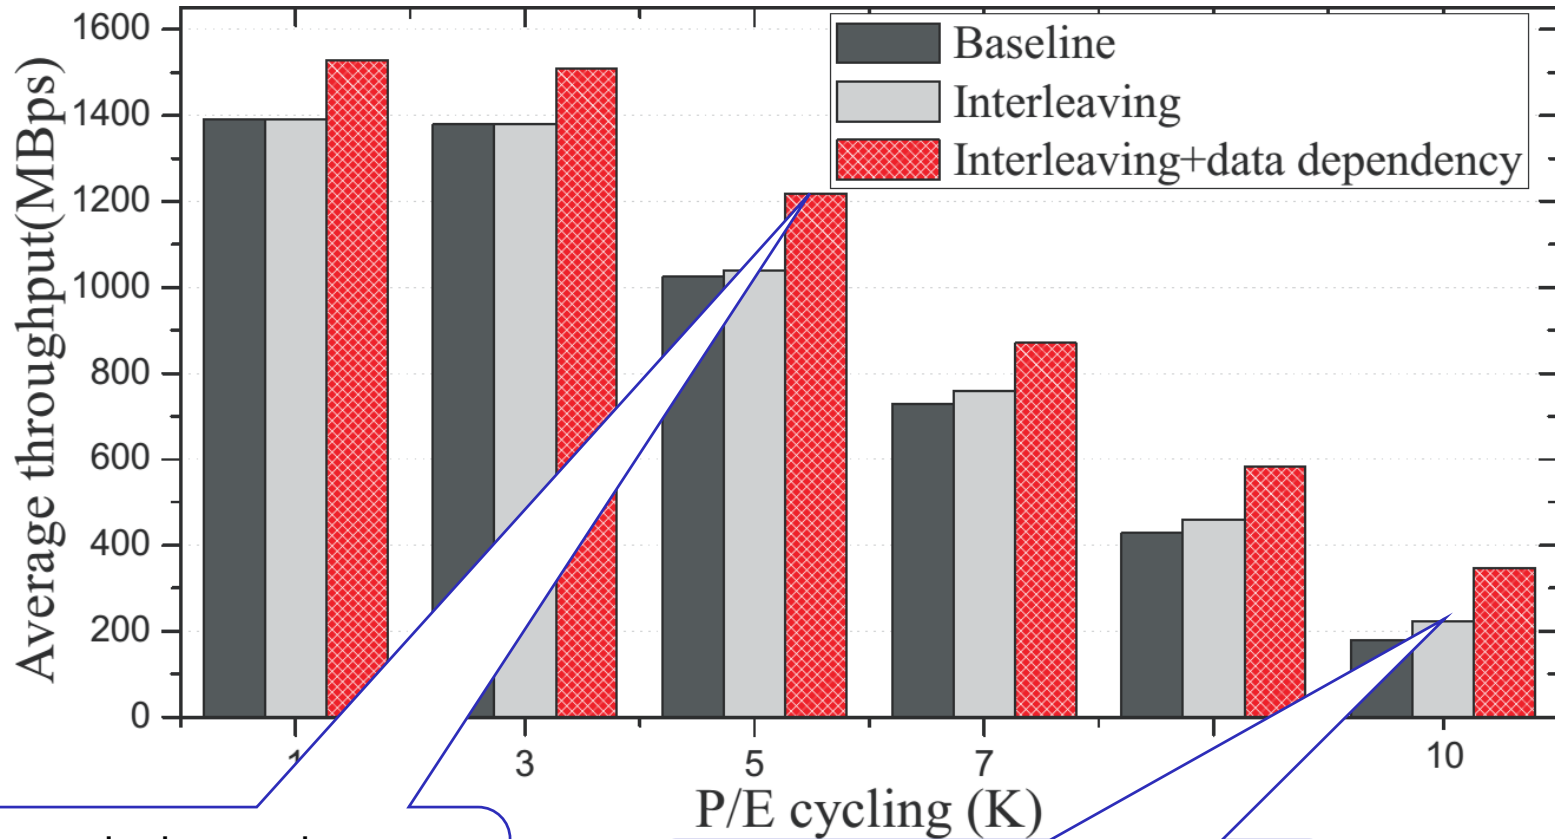 1600
1400
1200
1000
800
600
400
200
0
Average throughput(MBps)
Baseline
Interleaving
Interleaving+data dependency
1
3
5
7
10
P/E cycling (K)